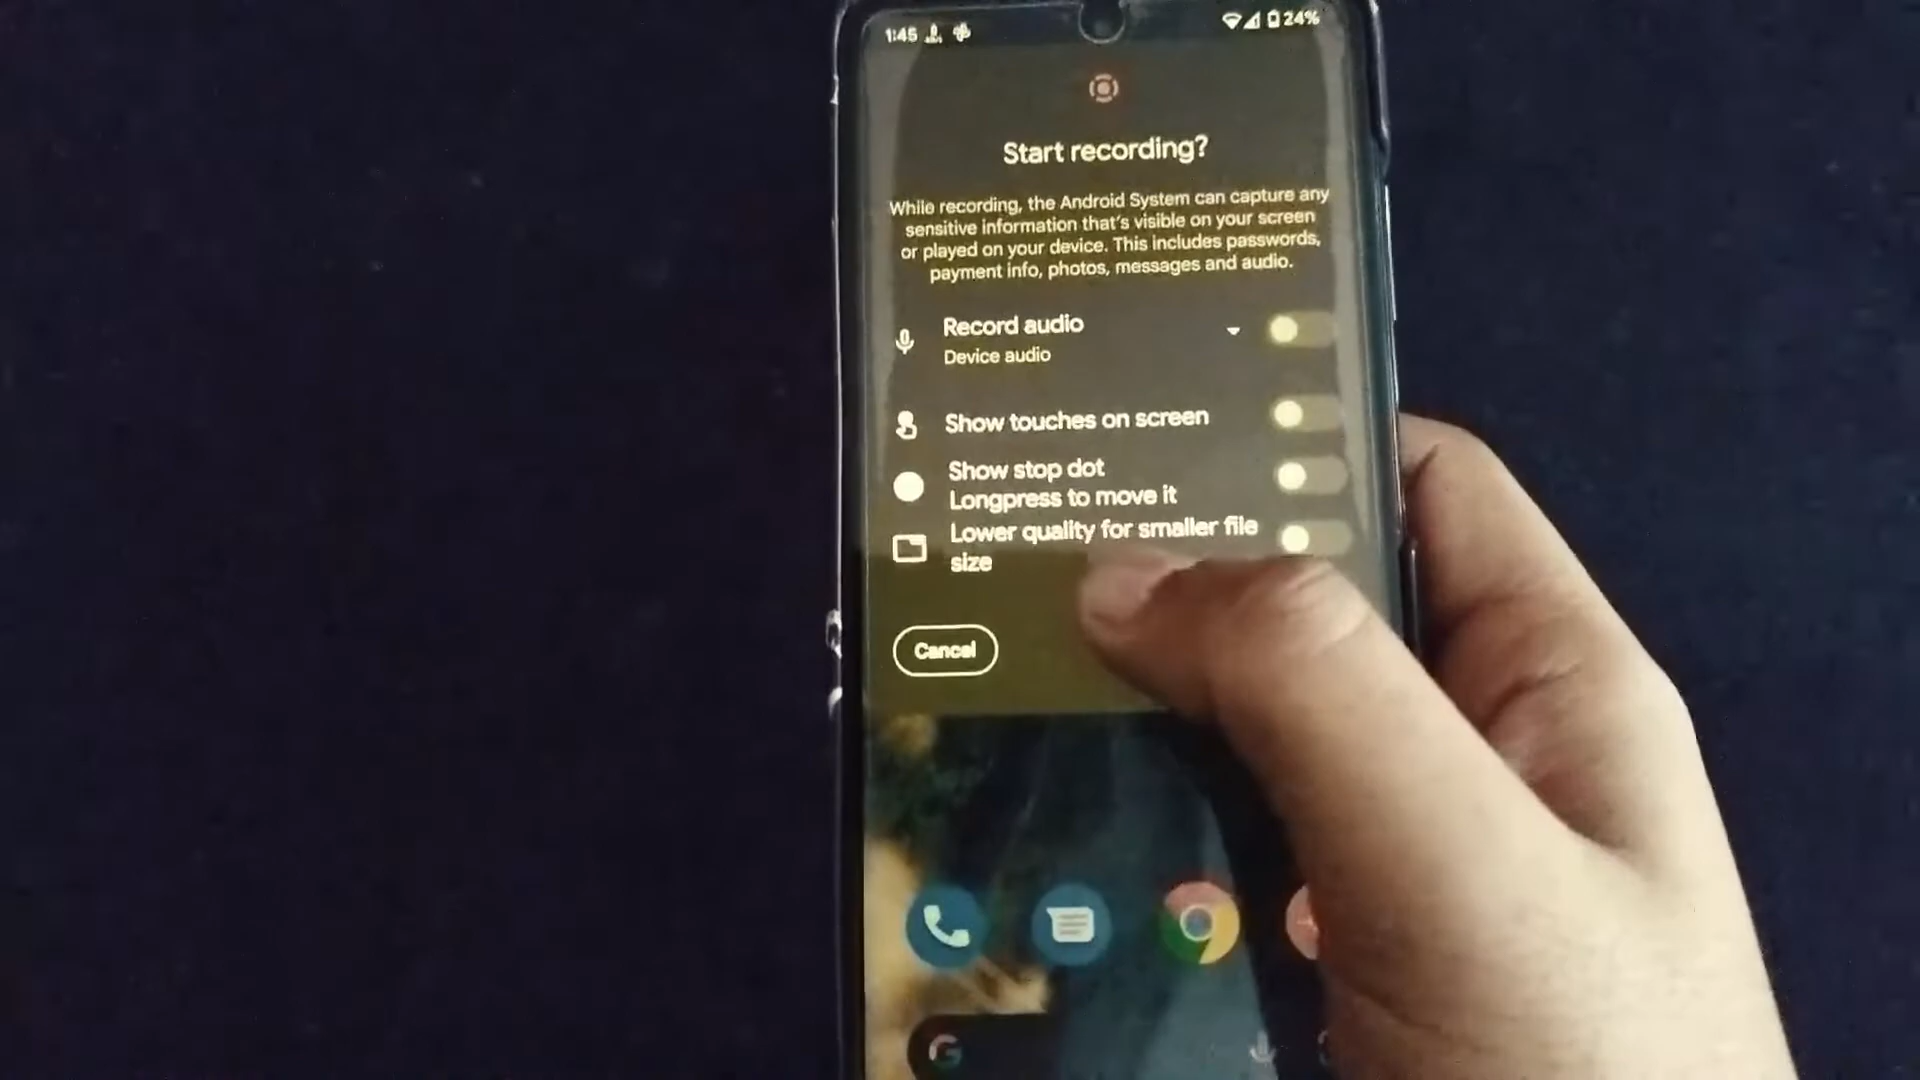 1:45
24%
Start recording?
While recording, the Android System can capture any
sensitive information that's visible on your screen
or played on your device. This includes passwords,
payment info, photos, messages and audio.
Record audio
Device audio
Show touches on screen
Show stop dot
Longpress to move it
Lower quality for smaller file
size
Cancel
G